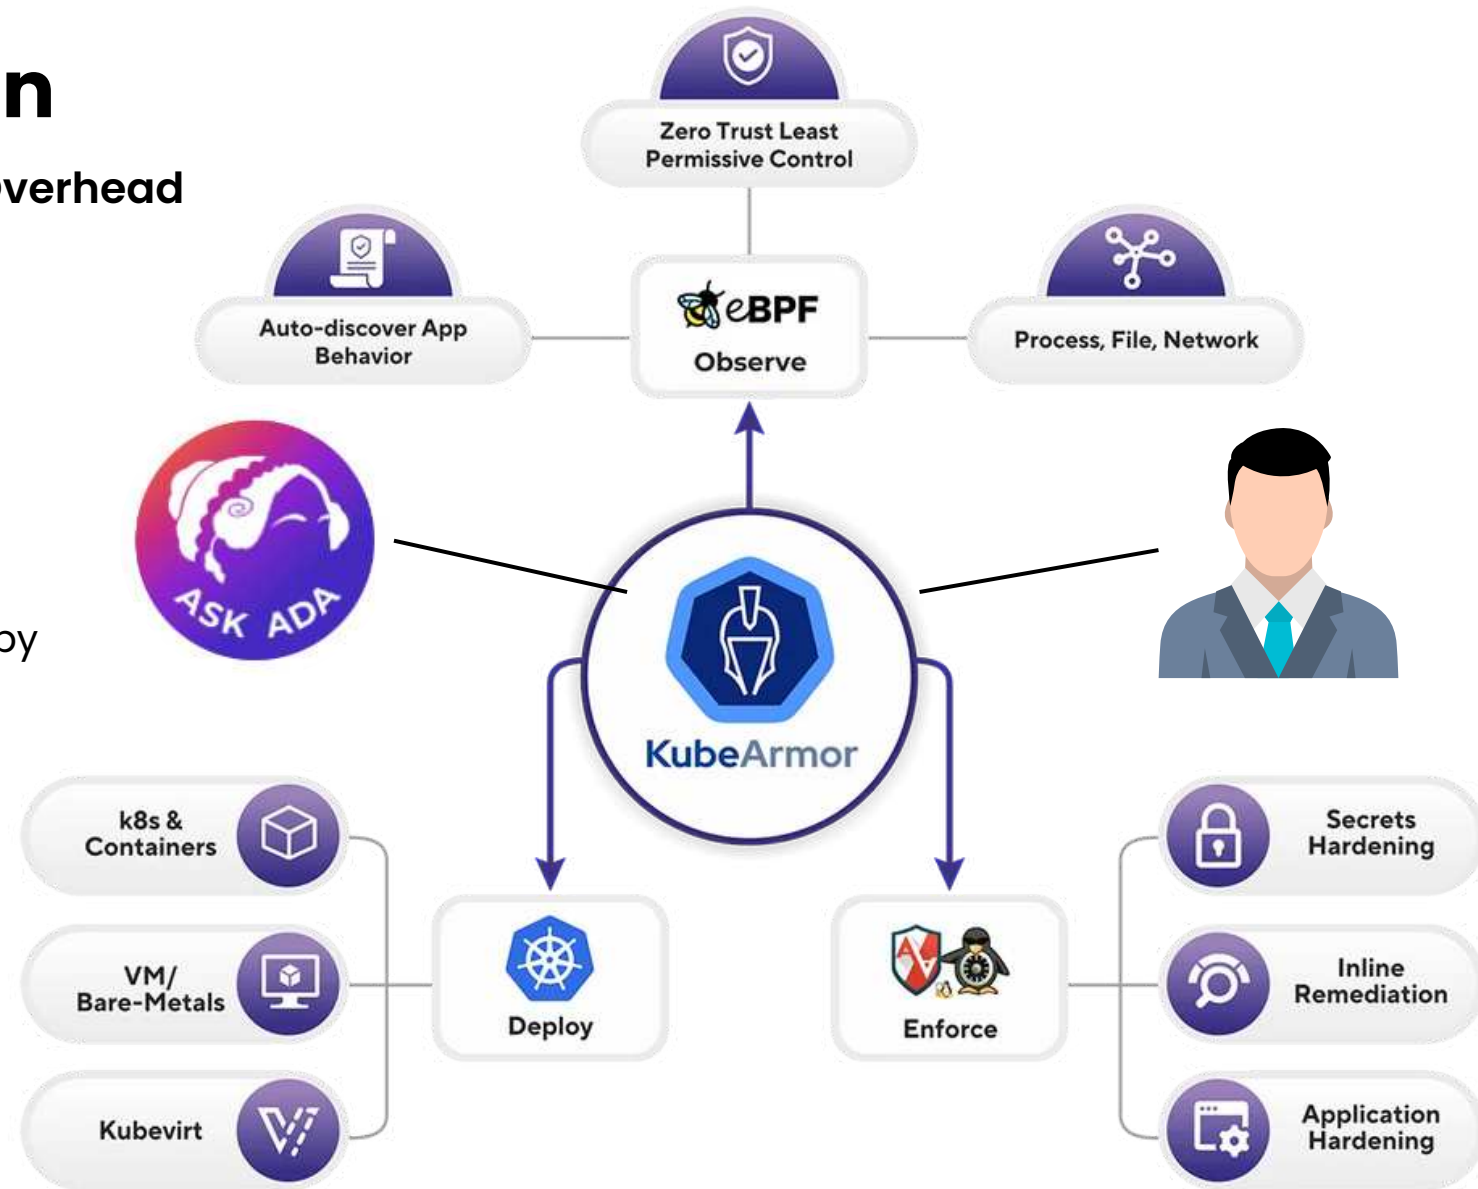 n
Overhead
by
Zero Trust Least
Permissive Control
Auto-discover App
Behavior
eBPF
Observe
Process, File, Network
ASK ADA
KubeArmor
k8s &
Containers
VM/
Bare-Metals
Kubevirt
Deploy
Enforce
Secrets
Hardening
Inline
Remediation
Application
Hardening